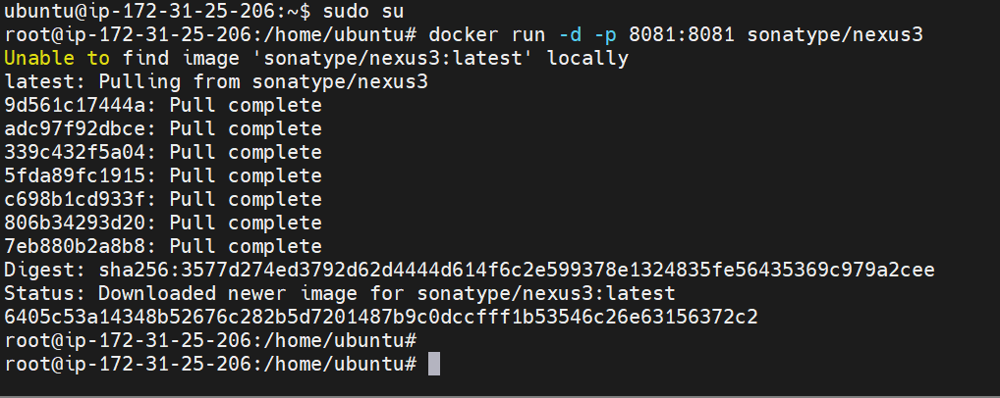 ubuntu@ip-172-31-25-206:~$ sudo su
root@ip-172-31-25-206:/home/ubuntu# docker run -d -p 8081:8081 sonatype/nexus3
Unable to find image 'sonatype/nexus3:latest' locally
latest: Pulling from sonatype/nexus3
9d561c17444a: Pull complete
adc97f92dbce: Pull complete
339c432f5a04: Pull complete
5fda89fc1915: Pull complete
c698b1cd933f: Pull complete
806b34293d20: Pull complete
7eb880b2a8b8: Pull complete
Digest: sha256:3577d274ed3792d62d4444d614f6c2e599378e1324835fe56435369c979a2cee
Status: Downloaded newer image for sonatype/nexus3:latest
6405c53a14348b52676c282b5d7201487b9c0dccfff1b53546c26e63156372c2
root@ip-172-31-25-206:/home/ubuntu#
root@ip-172-31-25-206:/home/ubuntu#